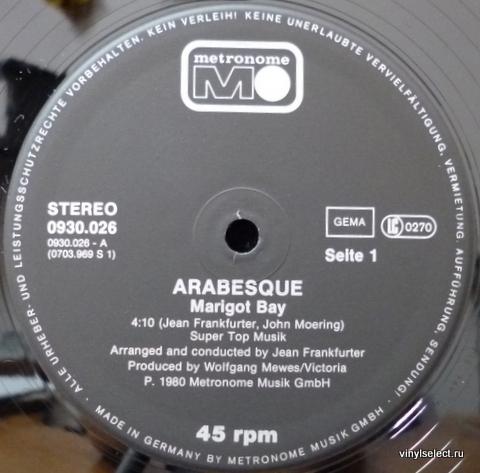 ALLE URHEBER- UND LEISTUNGSSCHUTZRECHTE VORBEHALTEN. KEIN VERLEIH! KEINE UNERLAUBTE VERVIELFÄLTIGUNG, VERMIETUNG, AUFFÜHRUNG, SENDUNG!
metronome
STEREO
0930.026
0930.026 - A
(0703.969 S 1)
GEMA
LC 0270
Seite 1
ARABESQUE
Marigot Bay
4:10 (Jean Frankfurter, John Moering)
Super Top Musik
Arranged and conducted by Jean Frankfurter
Produced by Wolfgang Mewes/Victoria
P. 1980 Metronome Musik GmbH
45 rpm
MADE IN GERMANY BY METRONOME MUSIK GMBH
vinylselect.ru